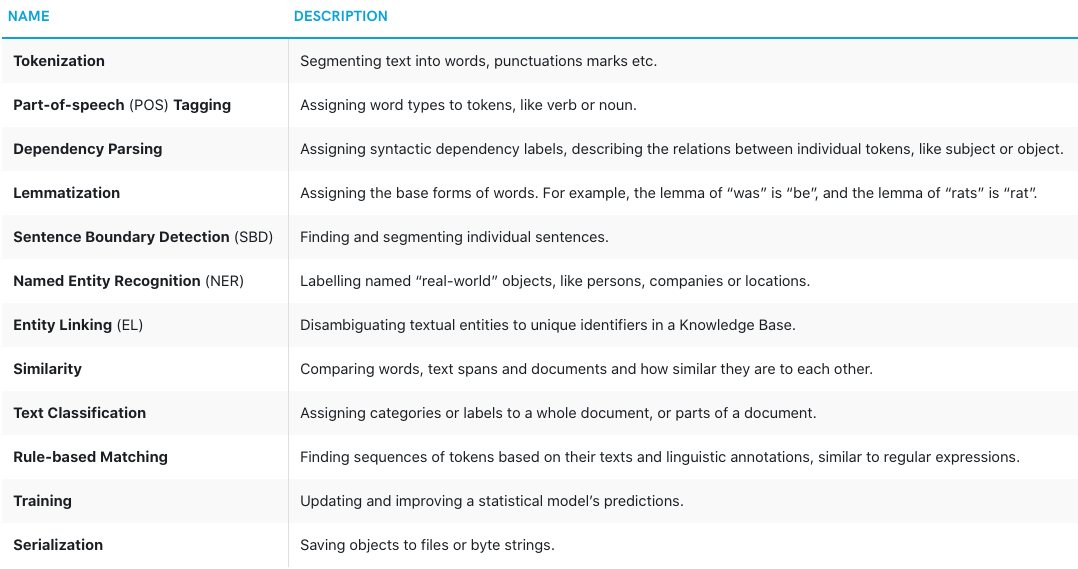 NAME DESCRIPTION
Tokenization Segmenting text into words, punctuations marks etc.
Part-of-speech (POS) Tagging Assigning word types to tokens, like verb or noun.
Dependency Parsing Assigning syntactic dependency labels, describing the relations between individual tokens, like subject or object.
Lemmatization Assigning the base forms of words. For example, the lemma of “was” is “be”, and the lemma of “rats” is “rat”.
Sentence Boundary Detection (SBD) Finding and segmenting individual sentences.
Named Entity Recognition (NER) Labelling named “real-world” objects, like persons, companies or locations.
Entity Linking (EL) Disambiguating textual entities to unique identifiers in a Knowledge Base.
Similarity Comparing words, text spans and documents and how similar they are to each other.
Text Classification Assigning categories or labels to a whole document, or parts of a document.
Rule-based Matching Finding sequences of tokens based on their texts and linguistic annotations, similar to regular expressions.
Training Updating and improving a statistical model’s predictions.
Serialization Saving objects to files or byte strings.